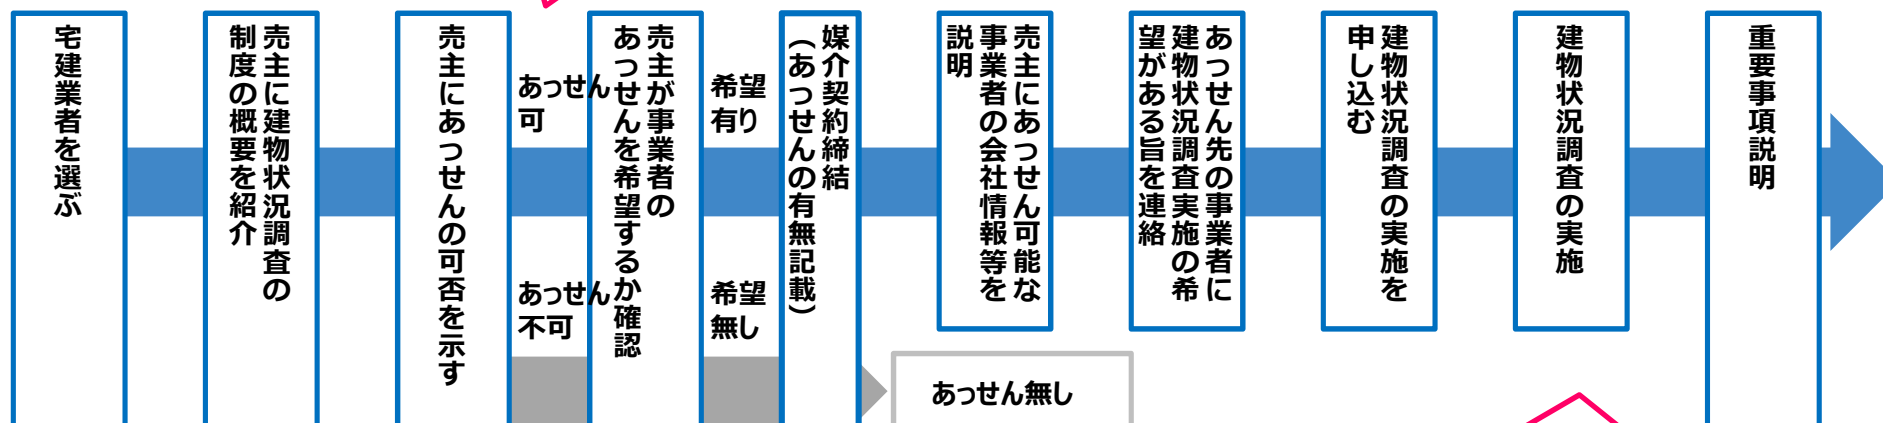 宅建業者を選ぶ
売主に建物状況調査の
制度の概要を紹介
売主にあっせんの可否を示す
あっせん
可
あっせん
不可
売主が事業者の
あっせんを希望するか確認
希望
有り
希望
無し
媒介契約締結
（あっせんの有無記載）
あっせん無し
売主にあっせん可能な
事業者の会社情報等を
説明
あっせん先の事業者に
建物状況調査実施の希
望がある旨を連絡
建物状況調査の実施を
申し込む
建物状況調査の実施
重要事項説明